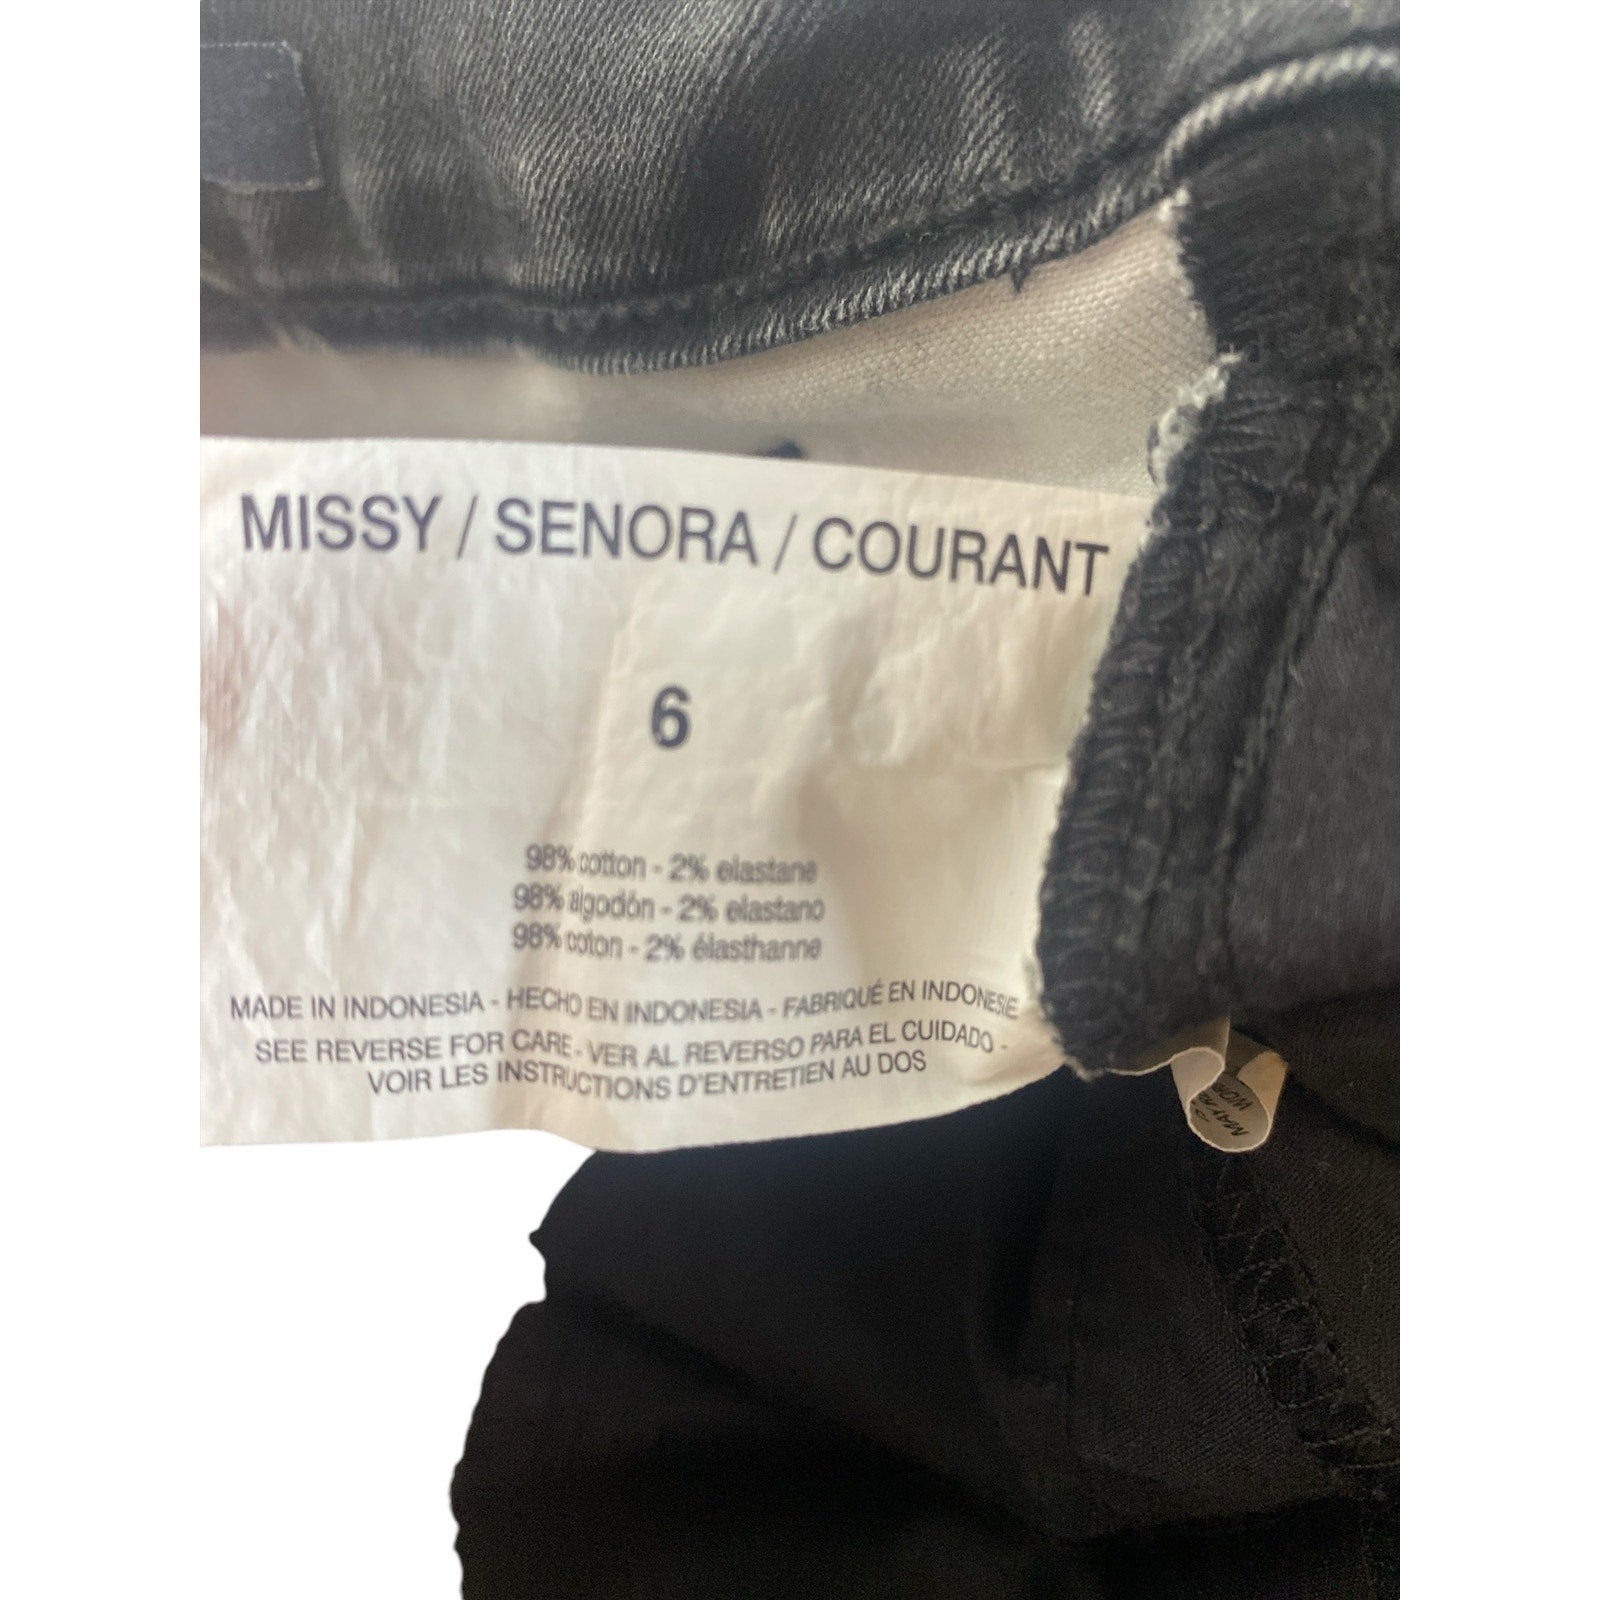 MISSY / SENORA / COURANT
6
98% cotton - 2% elastane
98% algodón - 2% elastano
98% coton - 2% élasthanne
MADE IN INDONESIA - HECHO EN INDONESIA - FABRIQUÉ EN INDONESIE
SEE REVERSE FOR CARE - VER AL REVERSO PARA EL CUIDADO -
VOIR LES INSTRUCTIONS D'ENTRETIEN AU DOS